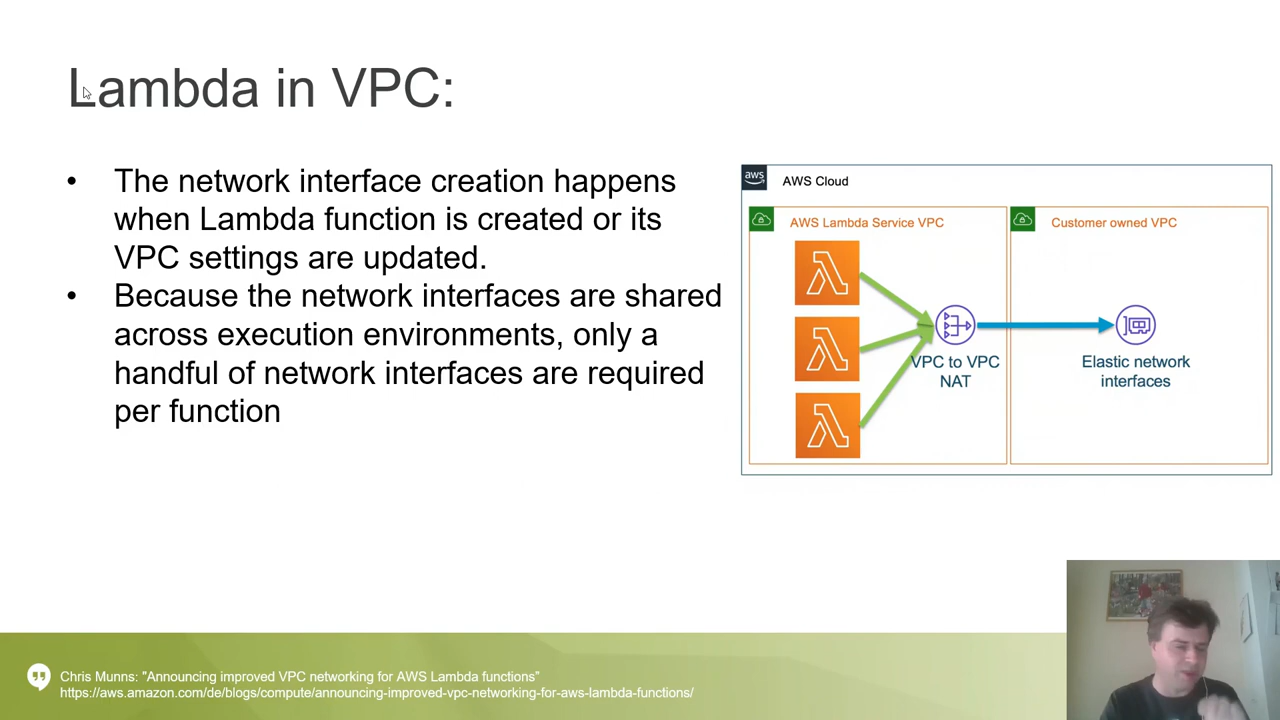 Lambda in VPC:
• The network interface creation happens
when Lambda function is created or its
VPC settings are updated.
• Because the network interfaces are shared
across execution environments, only a
handful of network interfaces are required
per function
aws
AWS Cloud
AWS Lambda Service VPC
Customer owned VPC
VPC to VPC
NAT
Elastic network
interfaces
Chris Munns: "Announcing improved VPC networking for AWS Lambda functions”
https://aws.amazon.com/de/blogs/compute/announcing-improved-vpc-networking-for-aws-lambda-functions/